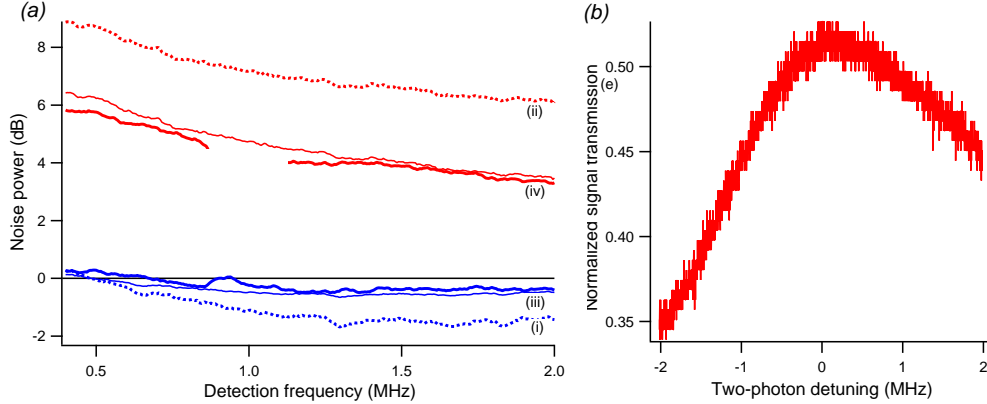 (a)
8
6
4
2
0
-2
Noise power (dB)
(ii)
(iv)
(iii)
(i)
0.5
1.0
1.5
2.0
Detection frequency (MHz)
(b)
0.50
0.45
0.40
0.35
Normalized signal transmission
(e)
-2
-1
0
1
2
Two-photon detuning (MHz)